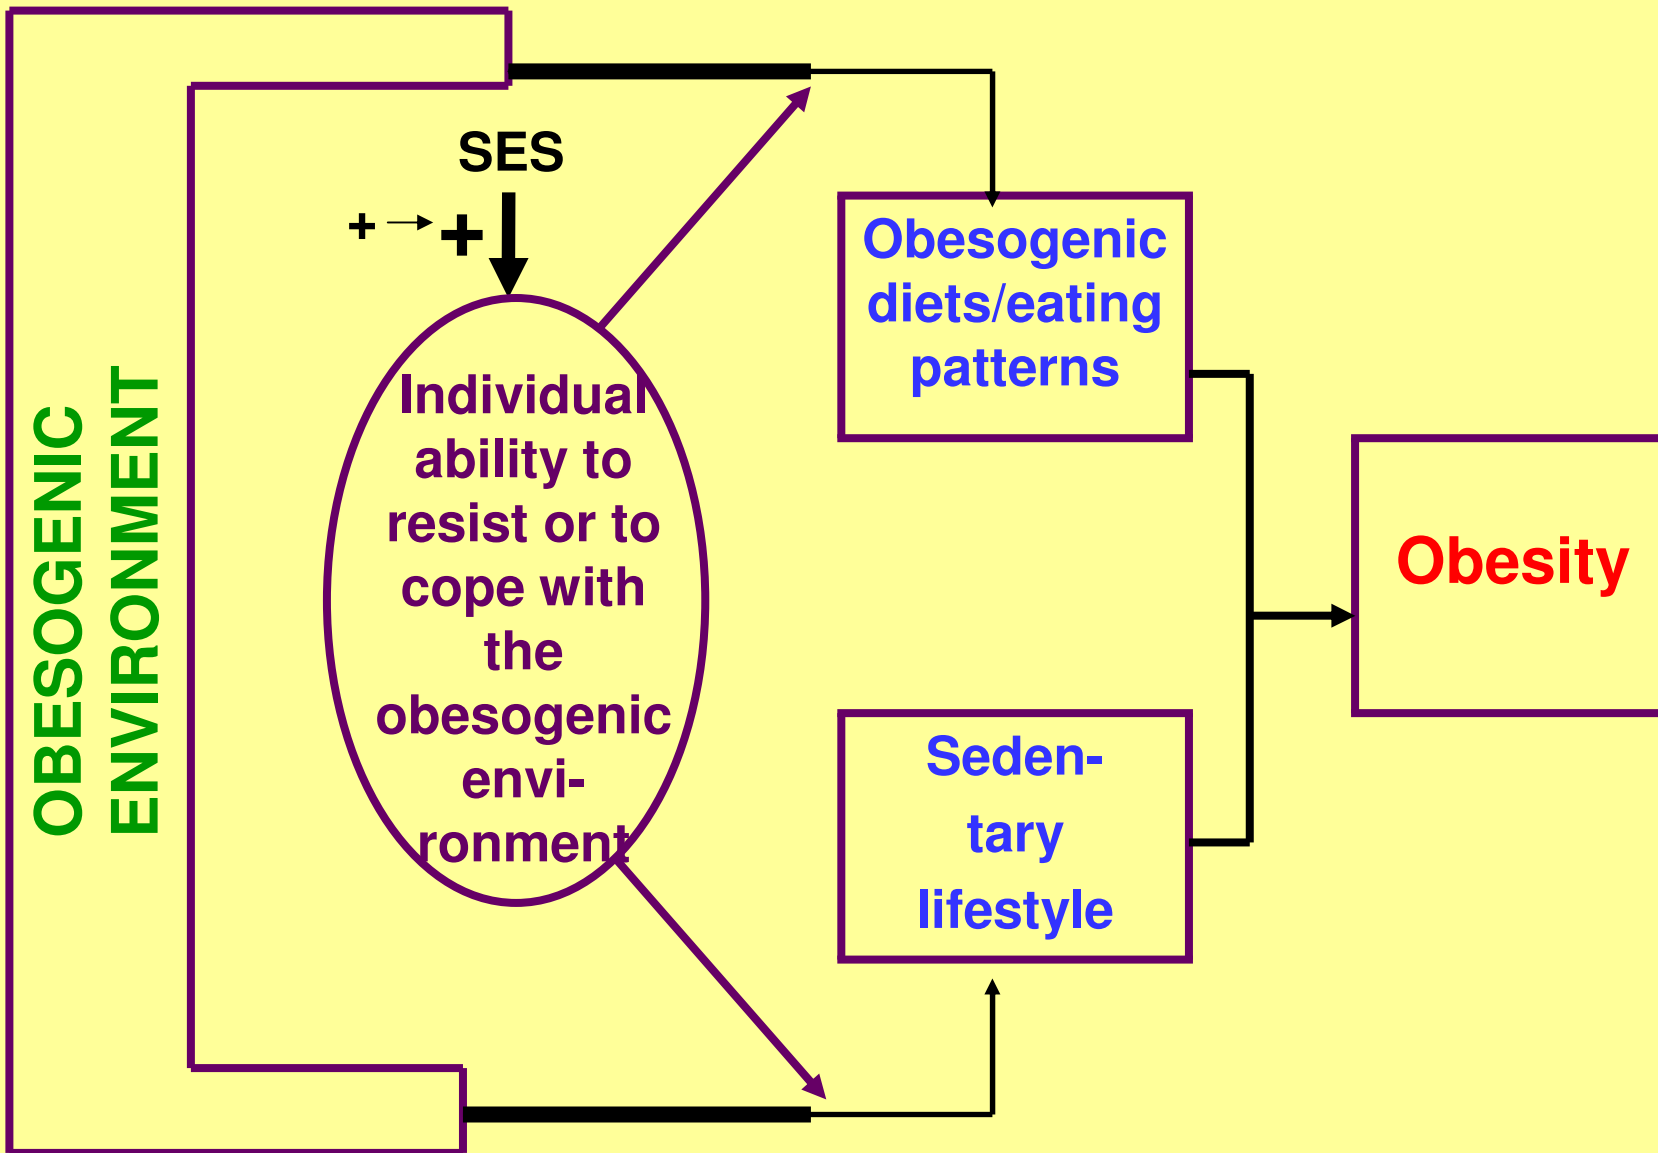 OBESOGENIC
ENVIRONMENT
SES
+ +
Individual
ability to
resist or to
cope with
the
obesogenic
envi-
ronment
Obesogenic
diets/eating
patterns
Seden-
tary
lifestyle
Obesity